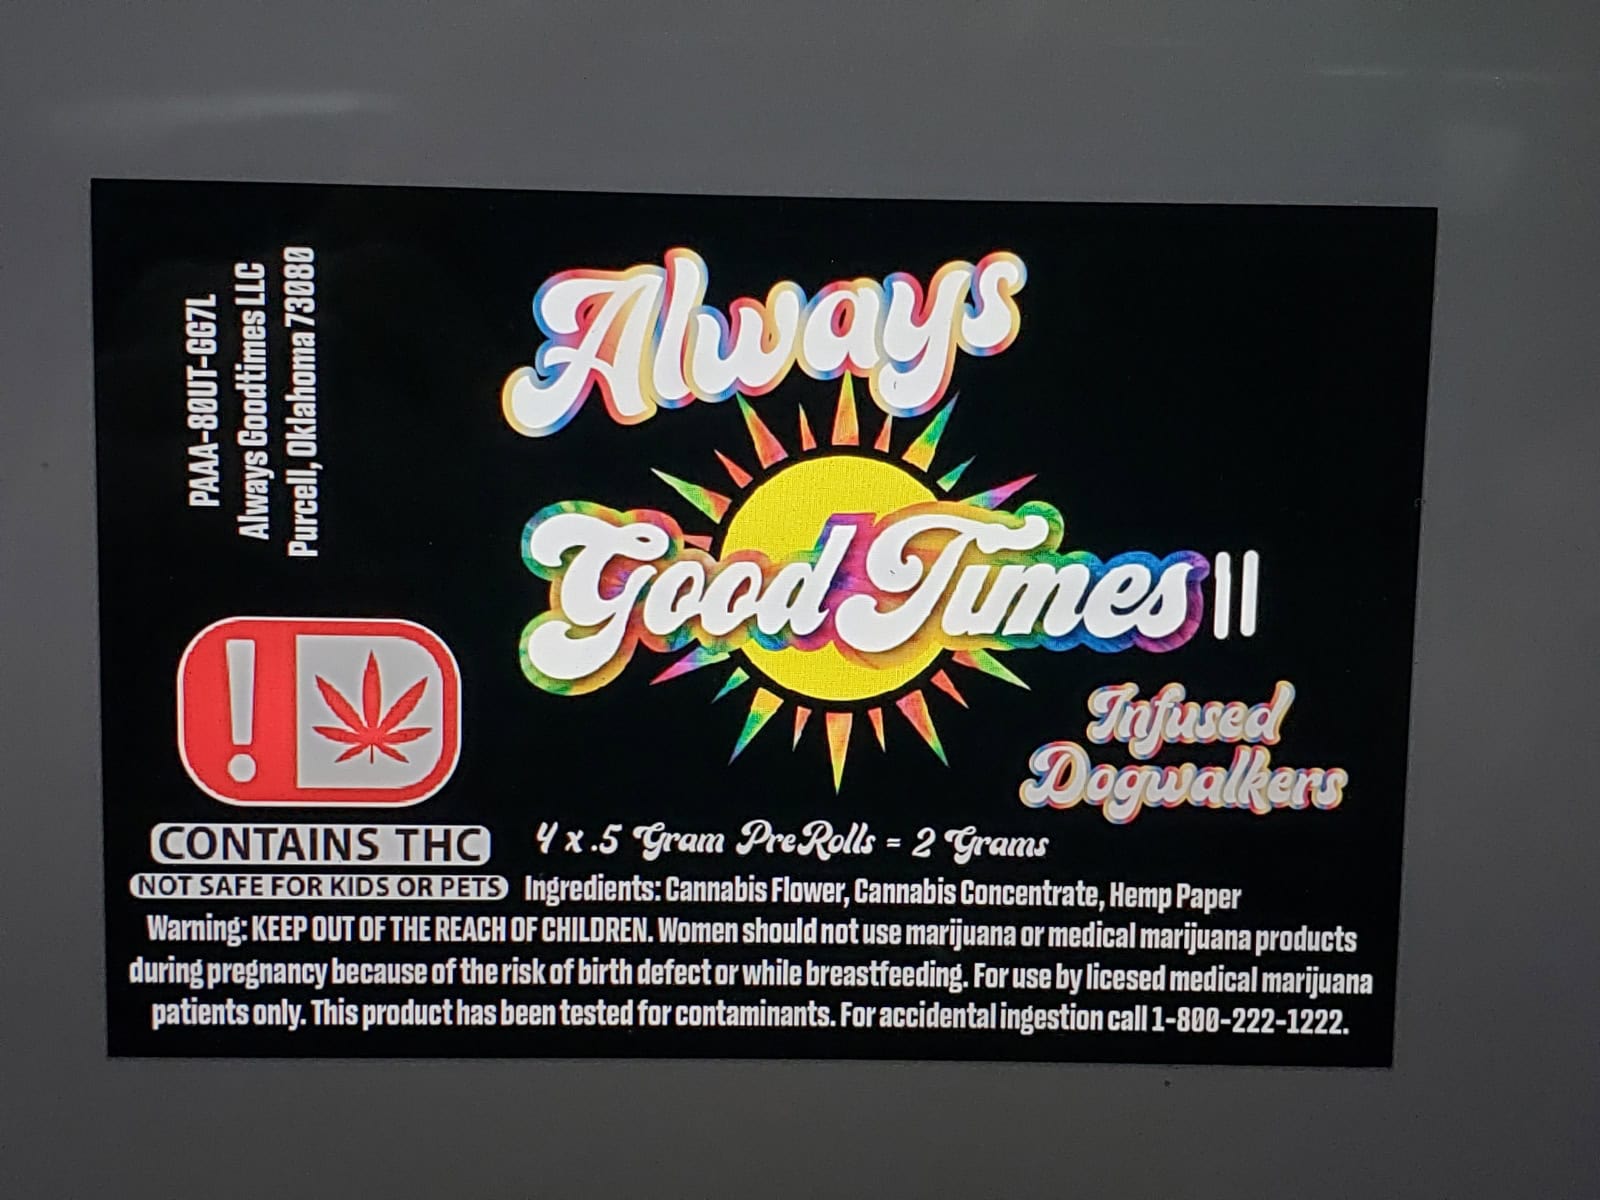 PAAA-80UT-GG7L
Always Goodtimes LLC
Purcell, Oklahoma 73080
Always
Good Times II
Infused
Dogwalkers
!
CONTAINS THC
NOT SAFE FOR KIDS OR PETS
4 x .5 Gram PreRolls = 2 Grams
Ingredients: Cannabis Flower, Cannabis Concentrate, Hemp Paper
Warning: KEEP OUT OF THE REACH OF CHILDREN. Women should not use marijuana or medical marijuana products
during pregnancy because of the risk of birth defect or while breastfeeding. For use by licesed medical marijuana
patients only. This product has been tested for contaminants. For accidental ingestion call 1-800-222-1222.